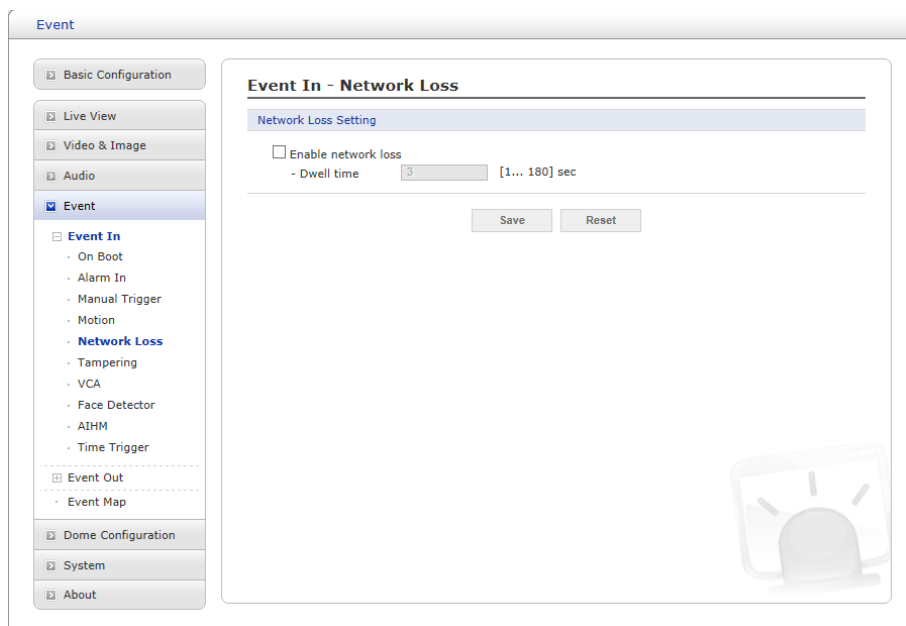 Event
Basic Configuration
Live View
Video & Image
Audio
Event
Event In
On Boot
Alarm In
Manual Trigger
Motion
Network Loss
Tampering
VCA
Face Detector
AIHM
Time Trigger
Event Out
Event Map
Dome Configuration
System
About
Event In - Network Loss
Network Loss Setting
Enable network loss
- Dwell time 3 [1... 180] sec
Save Reset